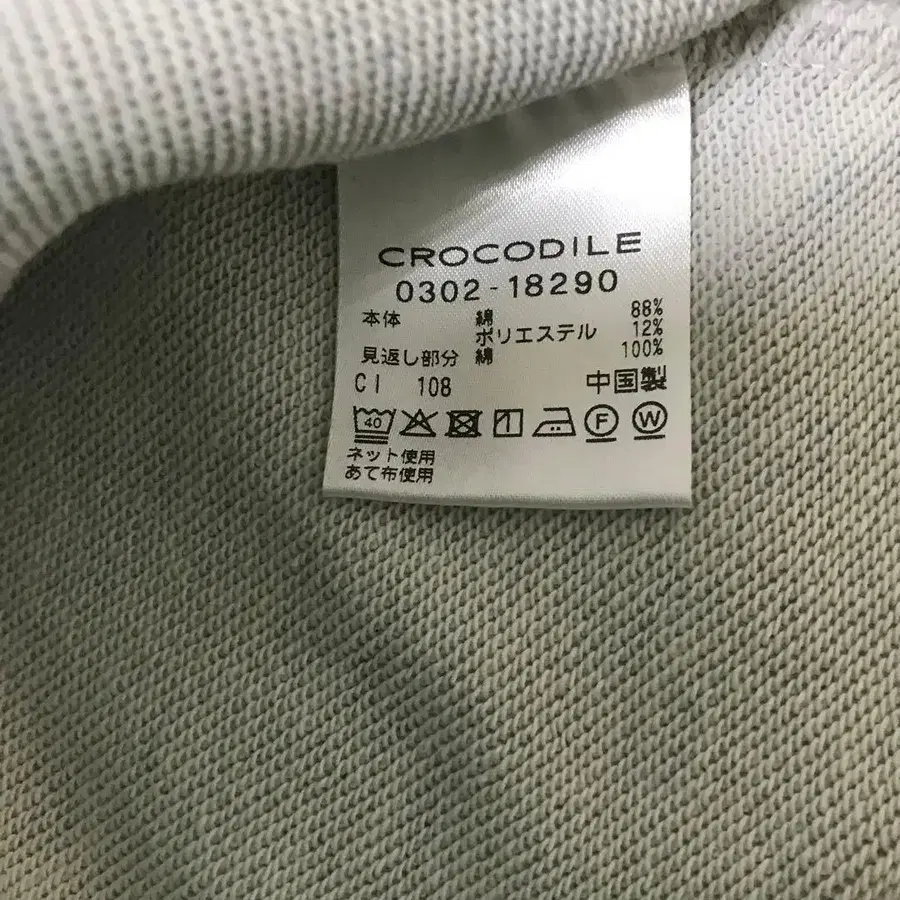 CROCODILE
0302-18290
本体 綿 88%
ポリエステル 12%
見返し部分 綿 100%
CI 108 中国製
40 F W
ネット使用
あて布使用